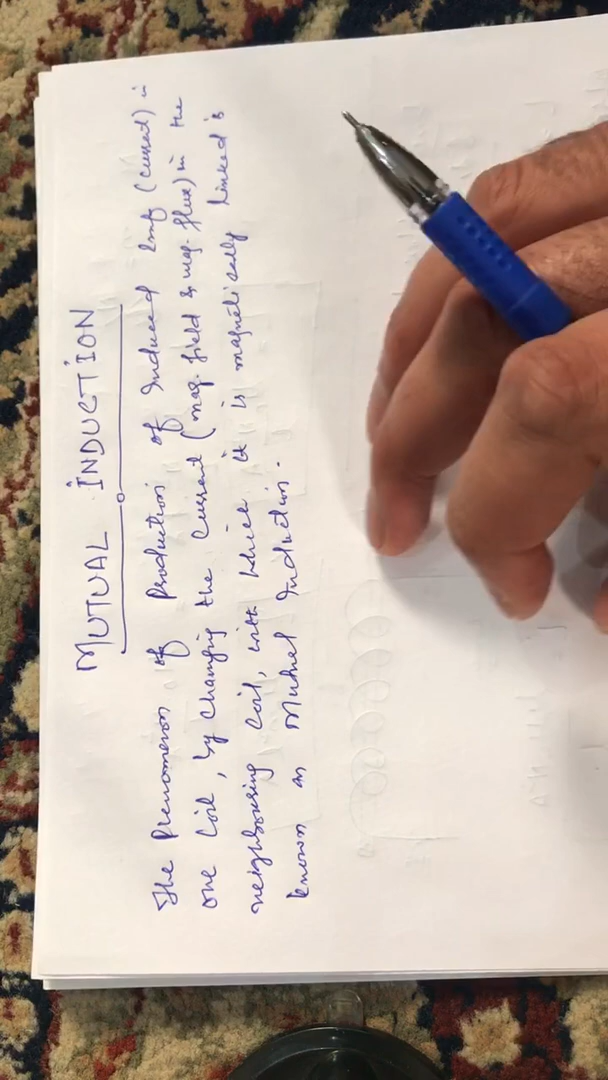 MUTUAL INDUCTION
The Phenomenon of Production of Induced Emf (current) in
one Coil, by changing the current (mag. field & mag. flux) in the
neighbouring Coil, with which it is magnetically linked is
known as Mutual Induction.